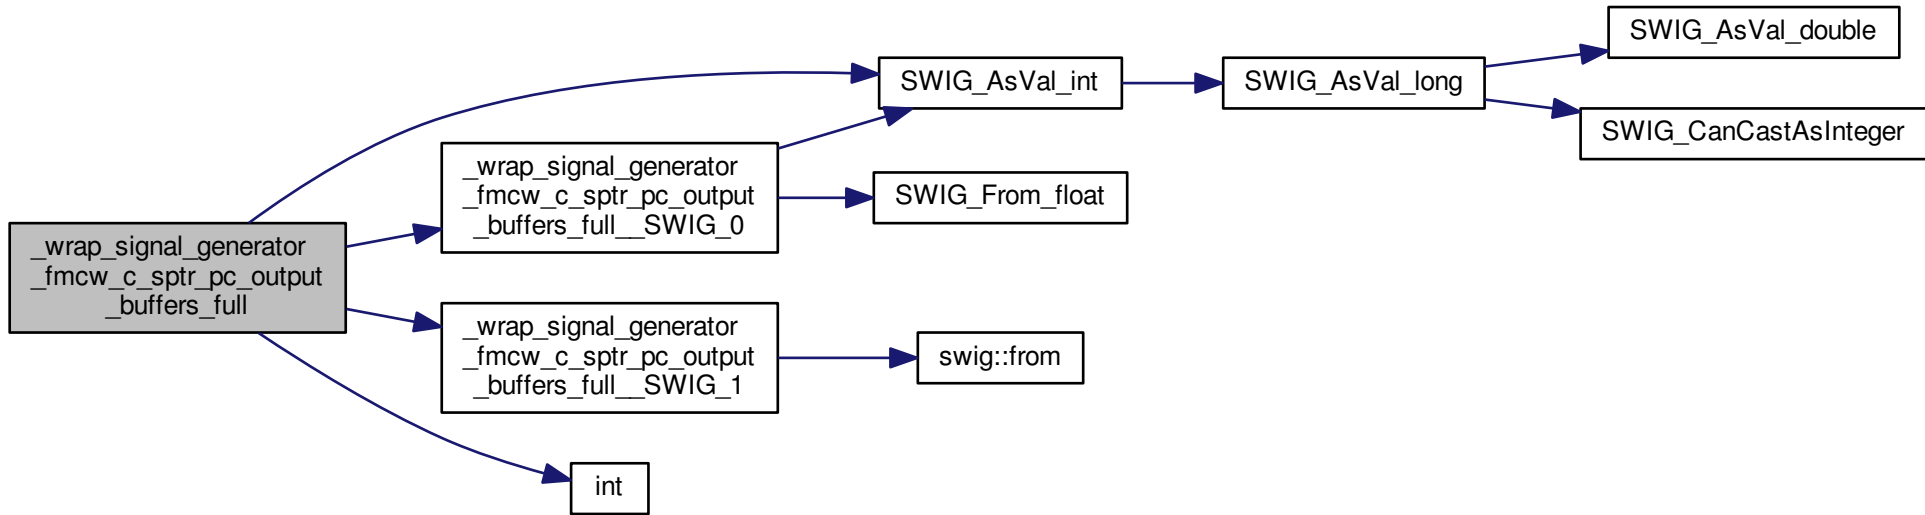 _wrap_signal_generator
_fmcw_c_sptr_pc_output
_buffers_full
_wrap_signal_generator
_fmcw_c_sptr_pc_output
_buffers_full__SWIG_0
_wrap_signal_generator
_fmcw_c_sptr_pc_output
_buffers_full__SWIG_1
int
SWIG_AsVal_int
SWIG_From_float
swig::from
SWIG_AsVal_long
SWIG_AsVal_double
SWIG_CanCastAsInteger